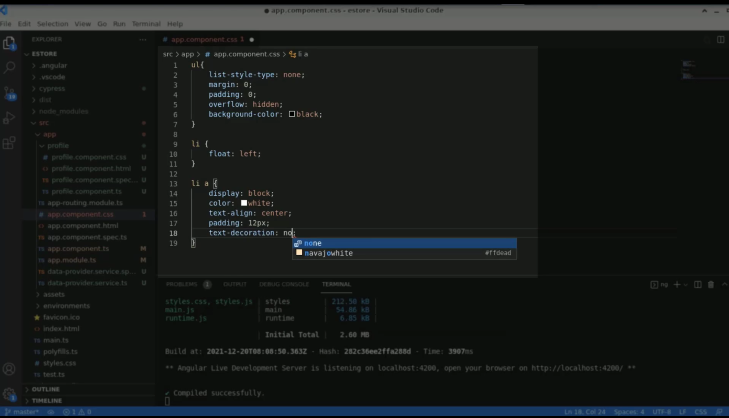 app.component.css - estore - Visual Studio Code
File Edit Selection View Go Run Terminal Help
EXPLORER
app.component.css 1
ESTORE
.angular
.vscode
cypress
dist
node_modules
src
app
profile
profile.component.css U
profile.component.html U
profile.component.spec... U
profile.component.ts U
app-routing.module.ts
app.component.css 1
app.component.html
app.component.spec.ts
app.component.ts M
app.module.ts M
data-provider.service.sp... U
data-provider.service.ts U
assets
environments
favicon.ico
index.html
main.ts
polyfills.ts
styles.css
test.ts
OUTLINE
TIMELINE
src > app > # app.component.css > li a
1 ul{
2 list-style-type: none;
3 margin: 0;
4 padding: 0;
5 overflow: hidden;
6 background-color: black;
7 }
8
9 li {
10 float: left;
11 }
12
13 li a {
14 display: block;
15 color: white;
16 text-align: center;
17 padding: 12px;
18 text-decoration: no;
19 }
none
navajowhite #ffdead
PROBLEMS 1 OUTPUT DEBUG CONSOLE TERMINAL
ng
styles.css, styles.js | styles | 212.56 kB |
main.js | main | 54.86 kB |
runtime.js | runtime | 6.85 kB |
| Initial Total | 2.60 MB
Build at: 2021-12-20T08:08:50.363Z - Hash: 282c36ee2ffa288d - Time: 3907ms
** Angular Live Development Server is listening on localhost:4200, open your browser on http://localhost:4200/ **
✔ Compiled successfully.
master* 1 0 Ln 18, Col 24 Spaces: 4 UTF-8 LF CSS